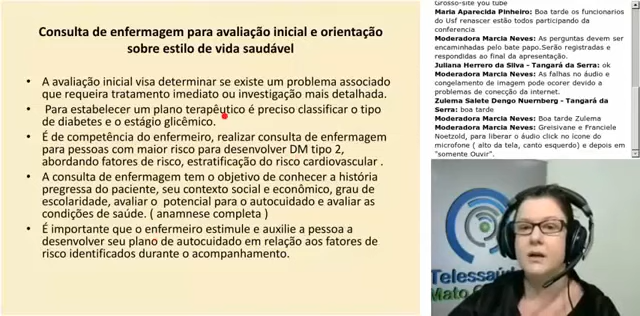 Consulta de enfermagem para avaliação inicial e orientação
sobre estilo de vida saudável
• A avaliação inicial visa determinar se existe um problema associado
que requeira tratamento imediato ou investigação mais detalhada.
• Para estabelecer um plano terapêutico é preciso classificar o tipo
de diabetes e o estágio glicêmico.
• É de competência do enfermeiro, realizar consulta de enfermagem
para pessoas com maior risco para desenvolver DM tipo 2,
abordando fatores de risco, estratificação do risco cardiovascular .
• A consulta de enfermagem tem o objetivo de conhecer a história
pregressa do paciente, seu contexto social e econômico, grau de
escolaridade, avaliar o potencial para o autocuidado e avaliar as
condições de saúde. ( anamnese completa )
• É importante que o enfermeiro estimule e auxilie a pessoa a
desenvolver seu plano de autocuidado em relação aos fatores de
risco identificados durante o acompanhamento.
Grosso-site you tube
Maria Aparecida Pinheiro: Boa tarde os funcionarios
do Usf renascer estão todos participando da
conferencia
Moderadora Marcia Neves: As perguntas devem ser
encaminhadas pelo bate papo.Serão registradas e
respondidas ao final da apresentação.
Juliana Herrero da Silva - Tangará da Serra: ok
Moderadora Marcia Neves: As falhas no áudio e
congelamento de imagem pode ocorer devido a
problemas de conecção da internet.
Zulema Salete Dengo Nuernberg - Tangará da
Serra: boa tarde
Moderadora Marcia Neves: Boa tarde Zulema
Moderadora Marcia Neves: Greisivane e Franciele
Noetzold, para liberar o áudio click no ícone do
microfone ( alto da tela, canto esquerdo) e depois em
"somente Ouvir".
Telessaúde
Mato